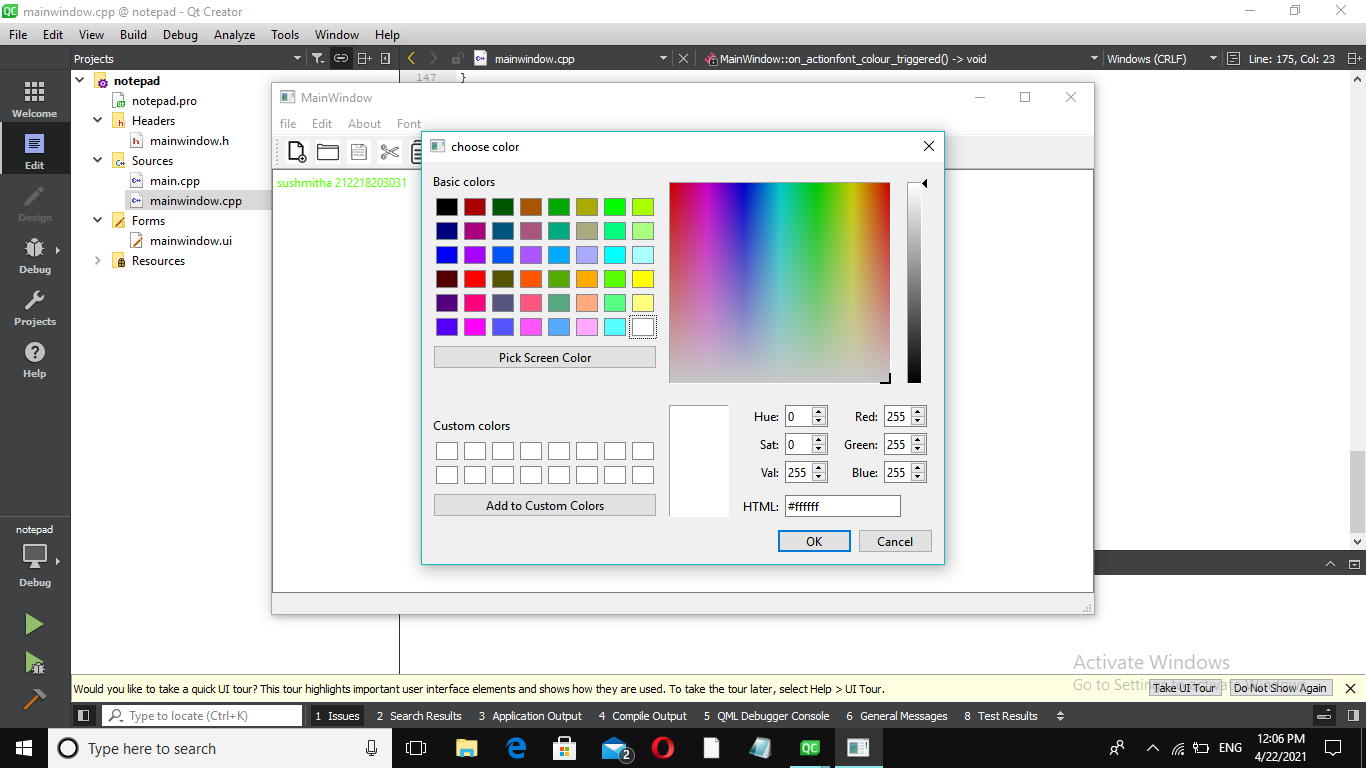 mainwindow.cpp @ notepad - Qt Creator
File Edit View Build Debug Analyze Tools Window Help
Projects mainwindow.cpp MainWindow::on_actionfont_colour_triggered() -> void Windows (CRLF) Line: 175, Col: 23
147 }
Welcome
Edit
Design
Debug
Projects
Help
notepad
Debug
notepad
notepad.pro
Headers
mainwindow.h
Sources
main.cpp
mainwindow.cpp
Forms
mainwindow.ui
Resources
MainWindow
file Edit About Font
sushmitha 212218203031
choose color
Basic colors
Pick Screen Color
Custom colors
Add to Custom Colors
Hue: 0 Red: 255
Sat: 0 Green: 255
Val: 255 Blue: 255
HTML: #ffffff
OK Cancel
Activate Windows
Would you like to take a quick UI tour? This tour highlights important user interface elements and shows how they are used. To take the tour later, select Help > UI Tour. Take UI Tour Do Not Show Again
Type to locate (Ctrl+K) 1 Issues 2 Search Results 3 Application Output 4 Compile Output 5 QML Debugger Console 6 General Messages 8 Test Results
Type here to search 2 QC ENG 12:06 PM
4/22/2021